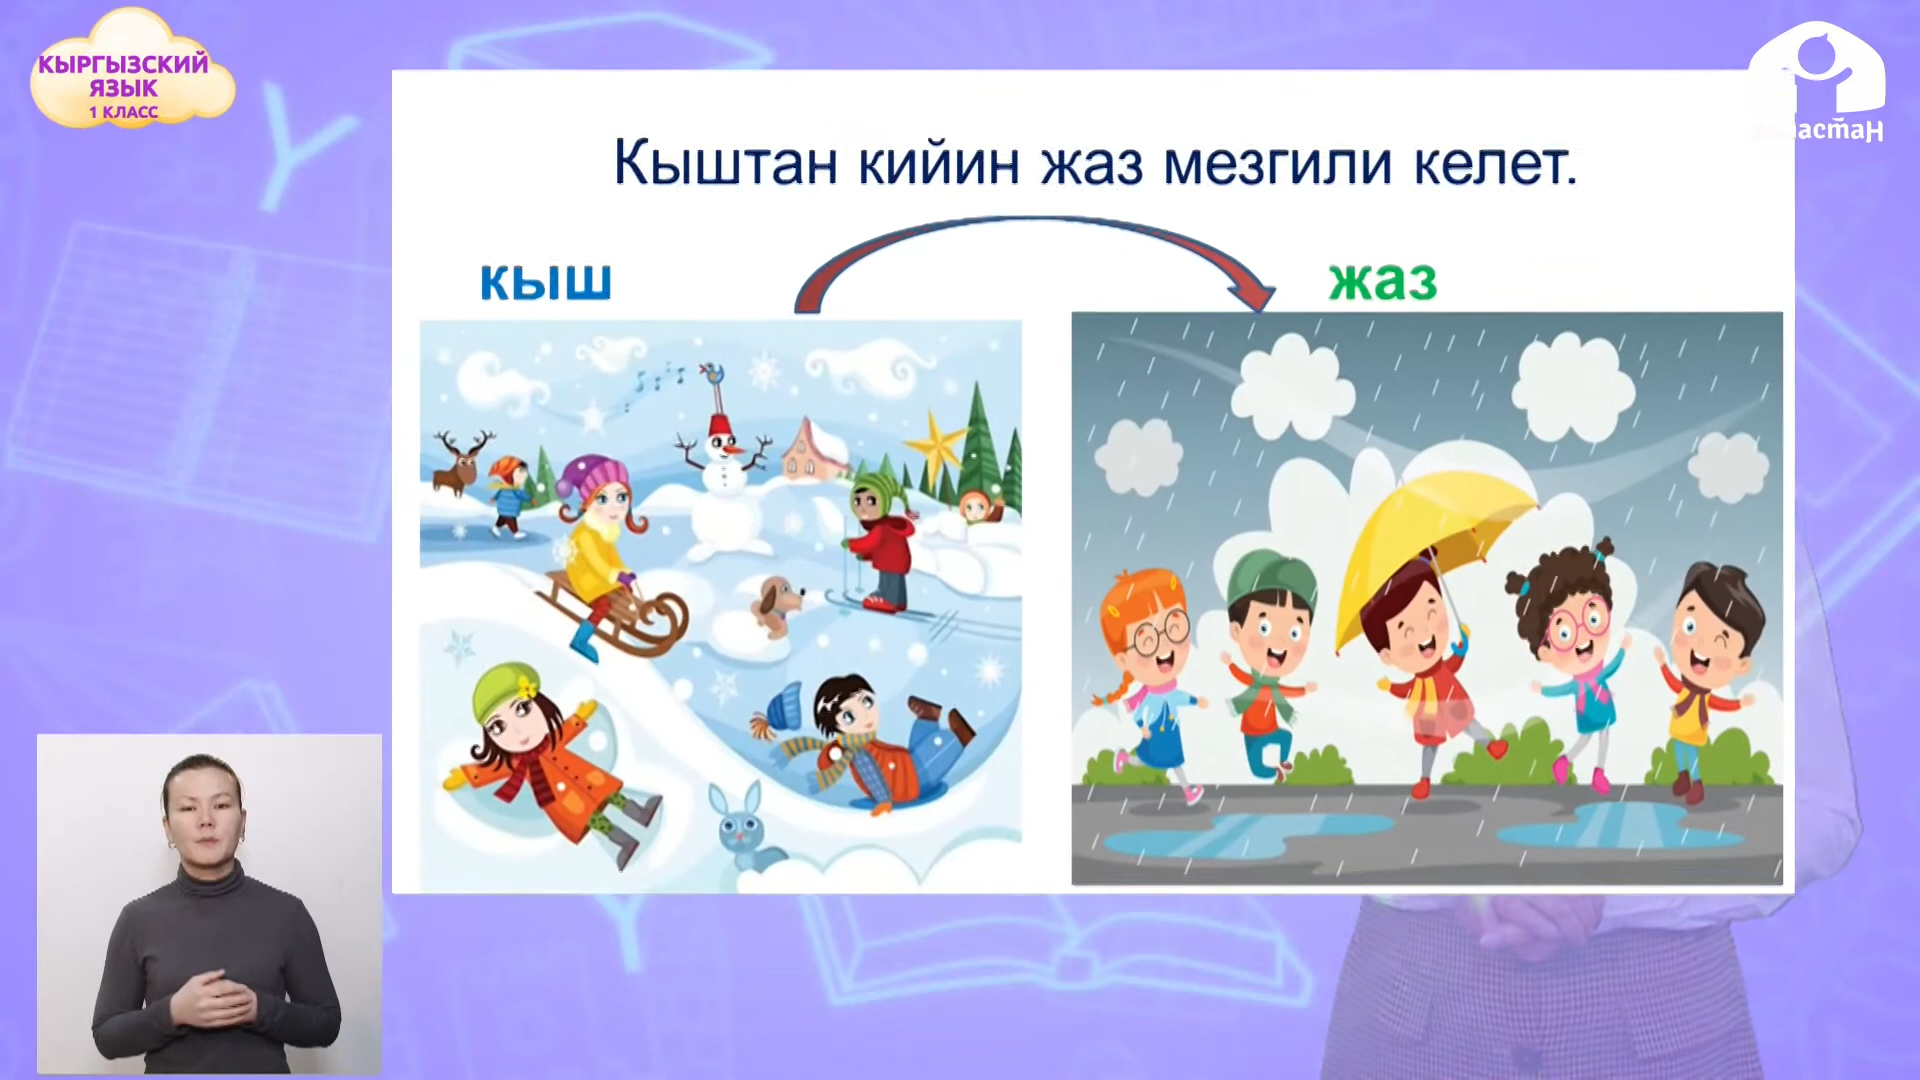 КЫРГЫЗСКИЙ
ЯЗЫК
1 КЛАСС
Кыштан кийин жаз мезгили келет.
кыш
жаз